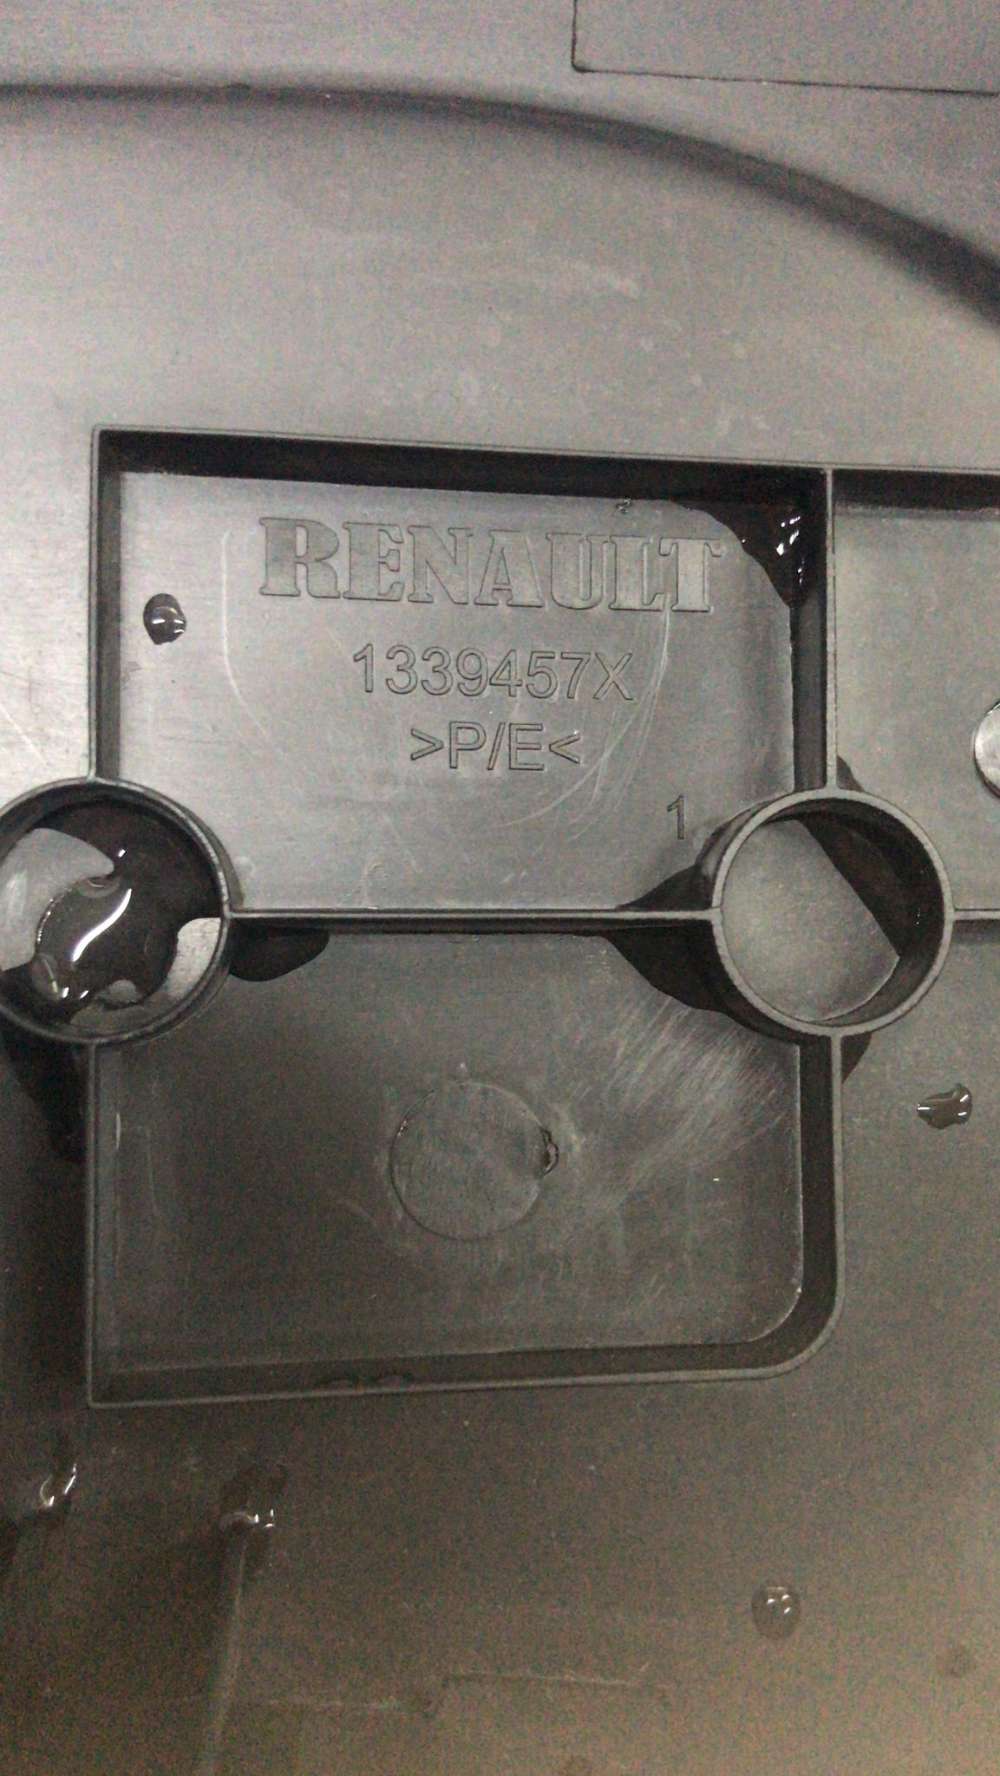 RENAULT
1339457X
>P/E<
1